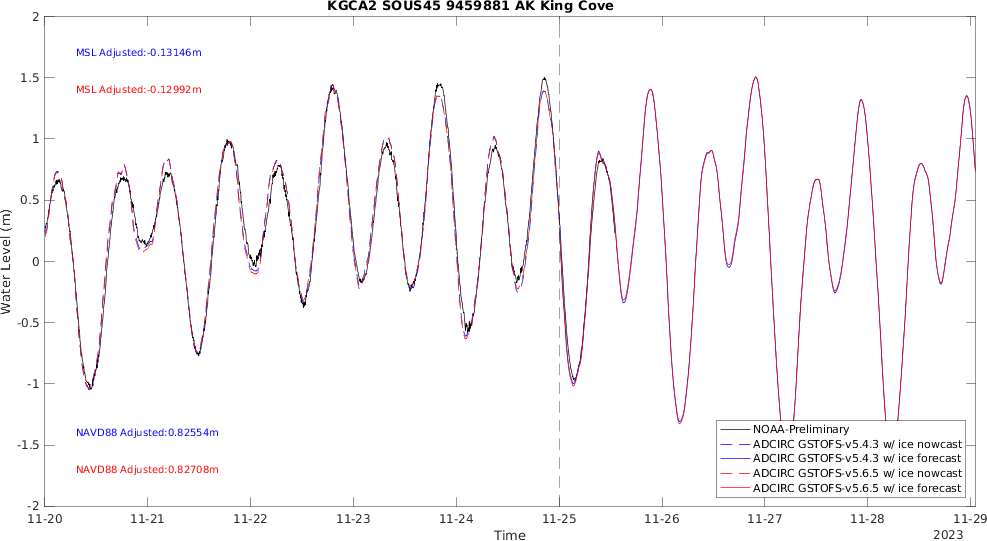 KGCA2 SOUS45 9459881 AK King Cove
2
1.5
1
0.5
0
-0.5
-1
-1.5
-2
Water Level (m)
MSL Adjusted:-0.13146m
MSL Adjusted:-0.12992m
NAVD88 Adjusted:0.82554m
NAVD88 Adjusted:0.82708m
NOAA-Preliminary
ADCIRC GSTOFS-v5.4.3 w/ ice nowcast
ADCIRC GSTOFS-v5.4.3 w/ ice forecast
ADCIRC GSTOFS-v5.6.5 w/ ice nowcast
ADCIRC GSTOFS-v5.6.5 w/ ice forecast
11-20 11-21 11-22 11-23 11-24 11-25 11-26 11-27 11-28 11-29
Time
2023